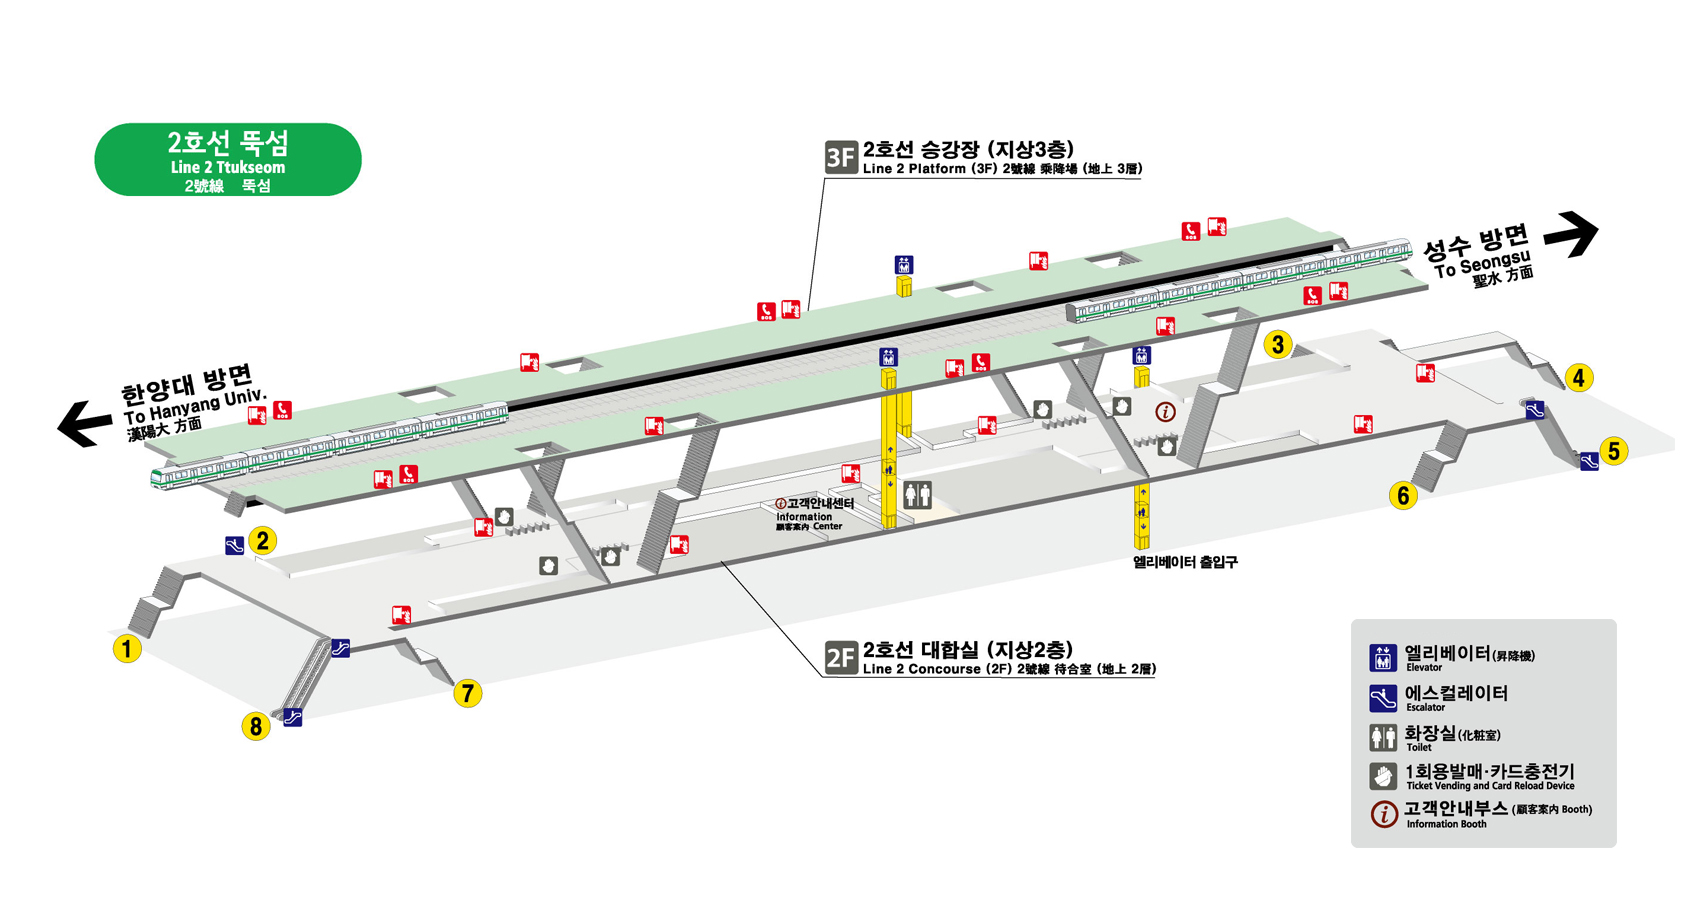 2호선 뚝섬
Line 2 Ttukseom
2號線 뚝섬
3F
2호선 승강장 (지상3층)
Line 2 Platform (3F) 2號線 乘降場 (地上 3層)
성수 방면
To Seongsu
聖水 方面
한양대 방면
To Hanyang Univ.
漢陽大 方面
3
4
5
6
2
1
8
7
i
i 고객안내센터
Information
顧客案內 Center
엘리베이터 출입구
2F
2호선 대합실 (지상2층)
Line 2 Concourse (2F) 2號線 待合室 (地上 2層)
엘리베이터(昇降機)
Elevator
에스컬레이터
Escalator
화장실(化粧室)
Toilet
1회용발매·카드충전기
Ticket Vending and Card Reload Device
i 고객안내부스 (顧客案內 Booth)
Information Booth
SOS
SOS
SOS
SOS
SOS
SOS